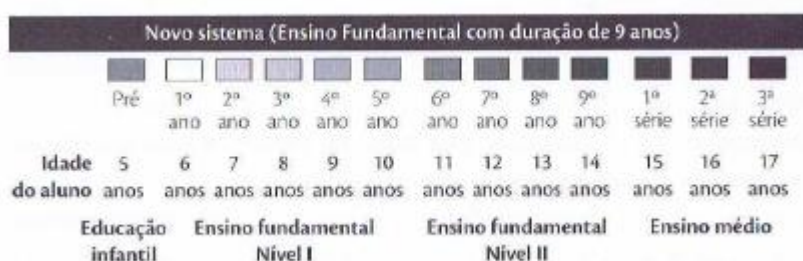 Novo sistema (Ensino Fundamental com duração de 9 anos)
Pré 1º 2º 3º 4º 5º 6º 7º 8º 9º 1ª 2ª 3ª
ano ano ano ano ano ano ano ano ano série série série
Idade 5 6 7 8 9 10 11 12 13 14 15 16 17
do aluno anos anos anos anos anos anos anos anos anos anos anos anos anos
Educação Ensino fundamental Ensino fundamental Ensino médio
infantil Nível I Nível II